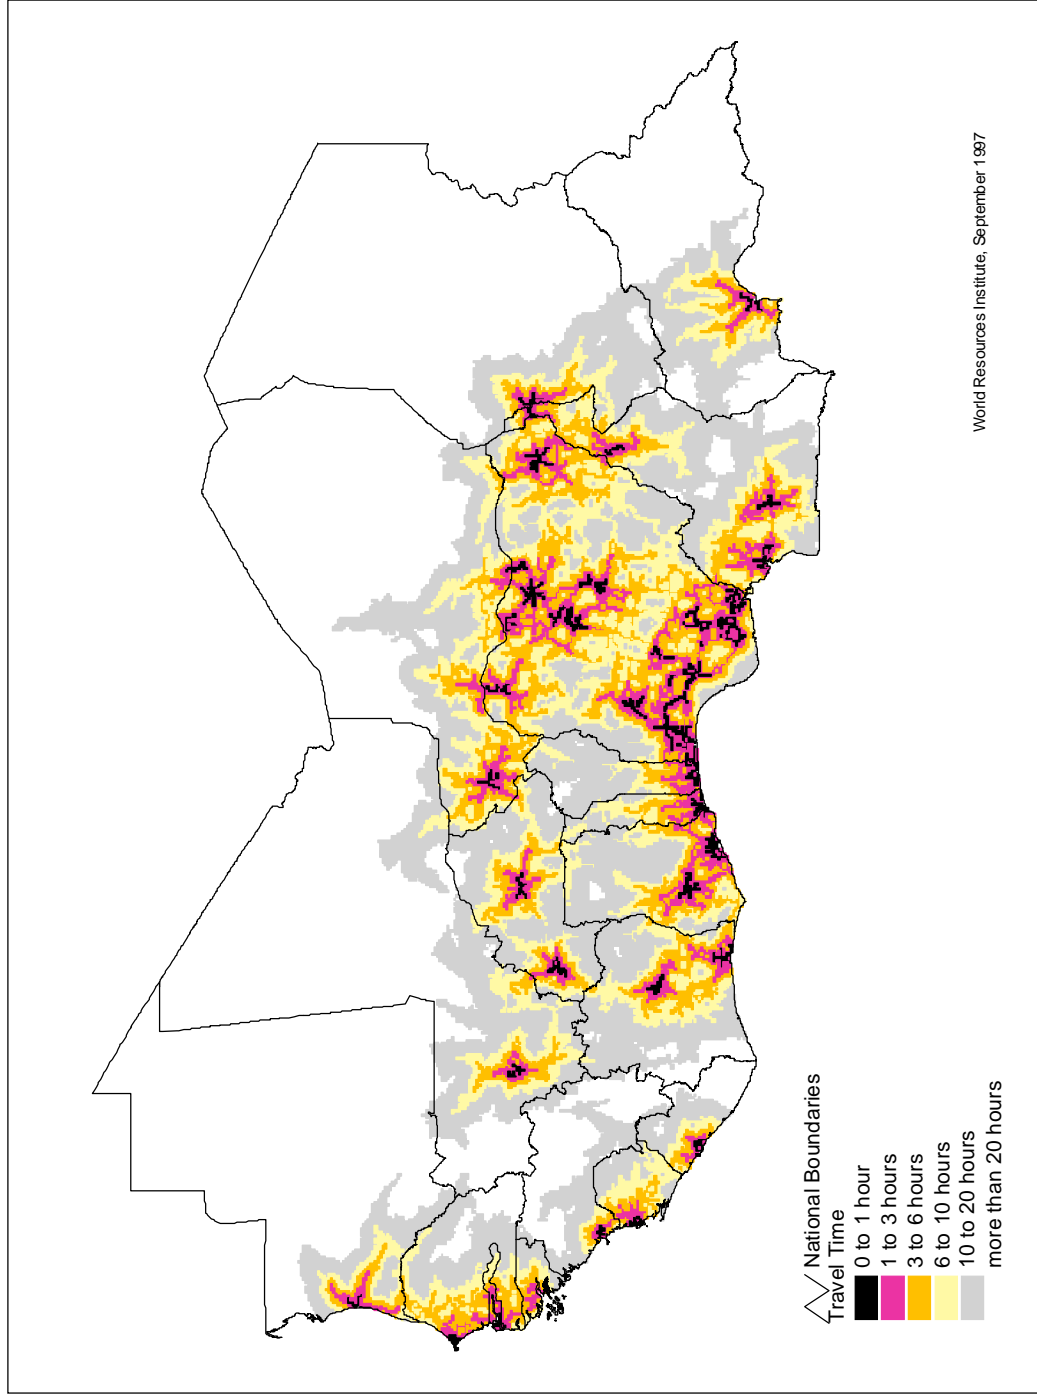 World Resources Institute, September 1997
National Boundaries
Travel Time
0 to 1 hour
1 to 3 hours
3 to 6 hours
6 to 10 hours
10 to 20 hours
more than 20 hours